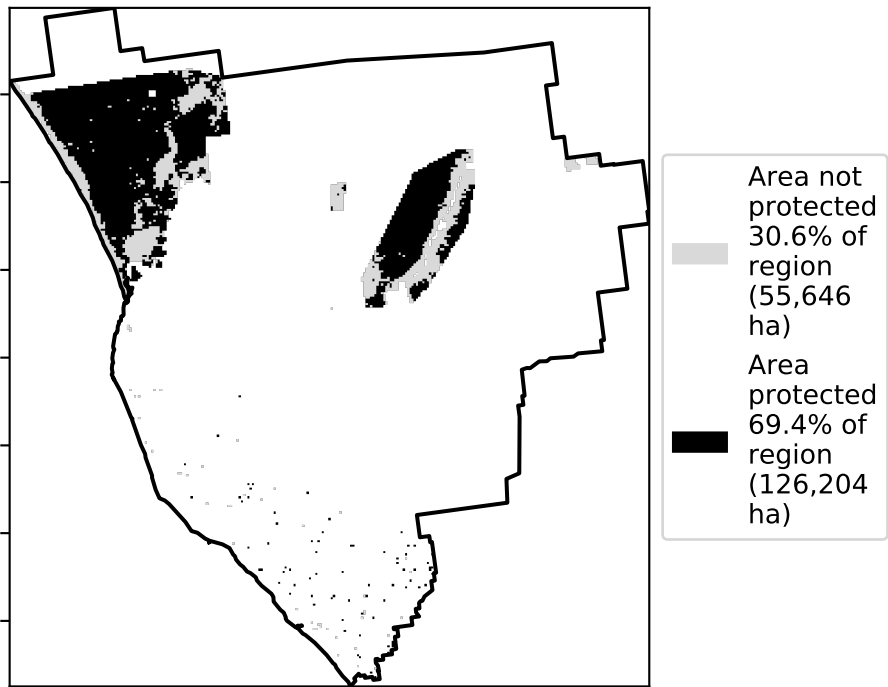 Area not
protected
30.6% of
region
(55,646
ha)
Area
protected
69.4% of
region
(126,204
ha)